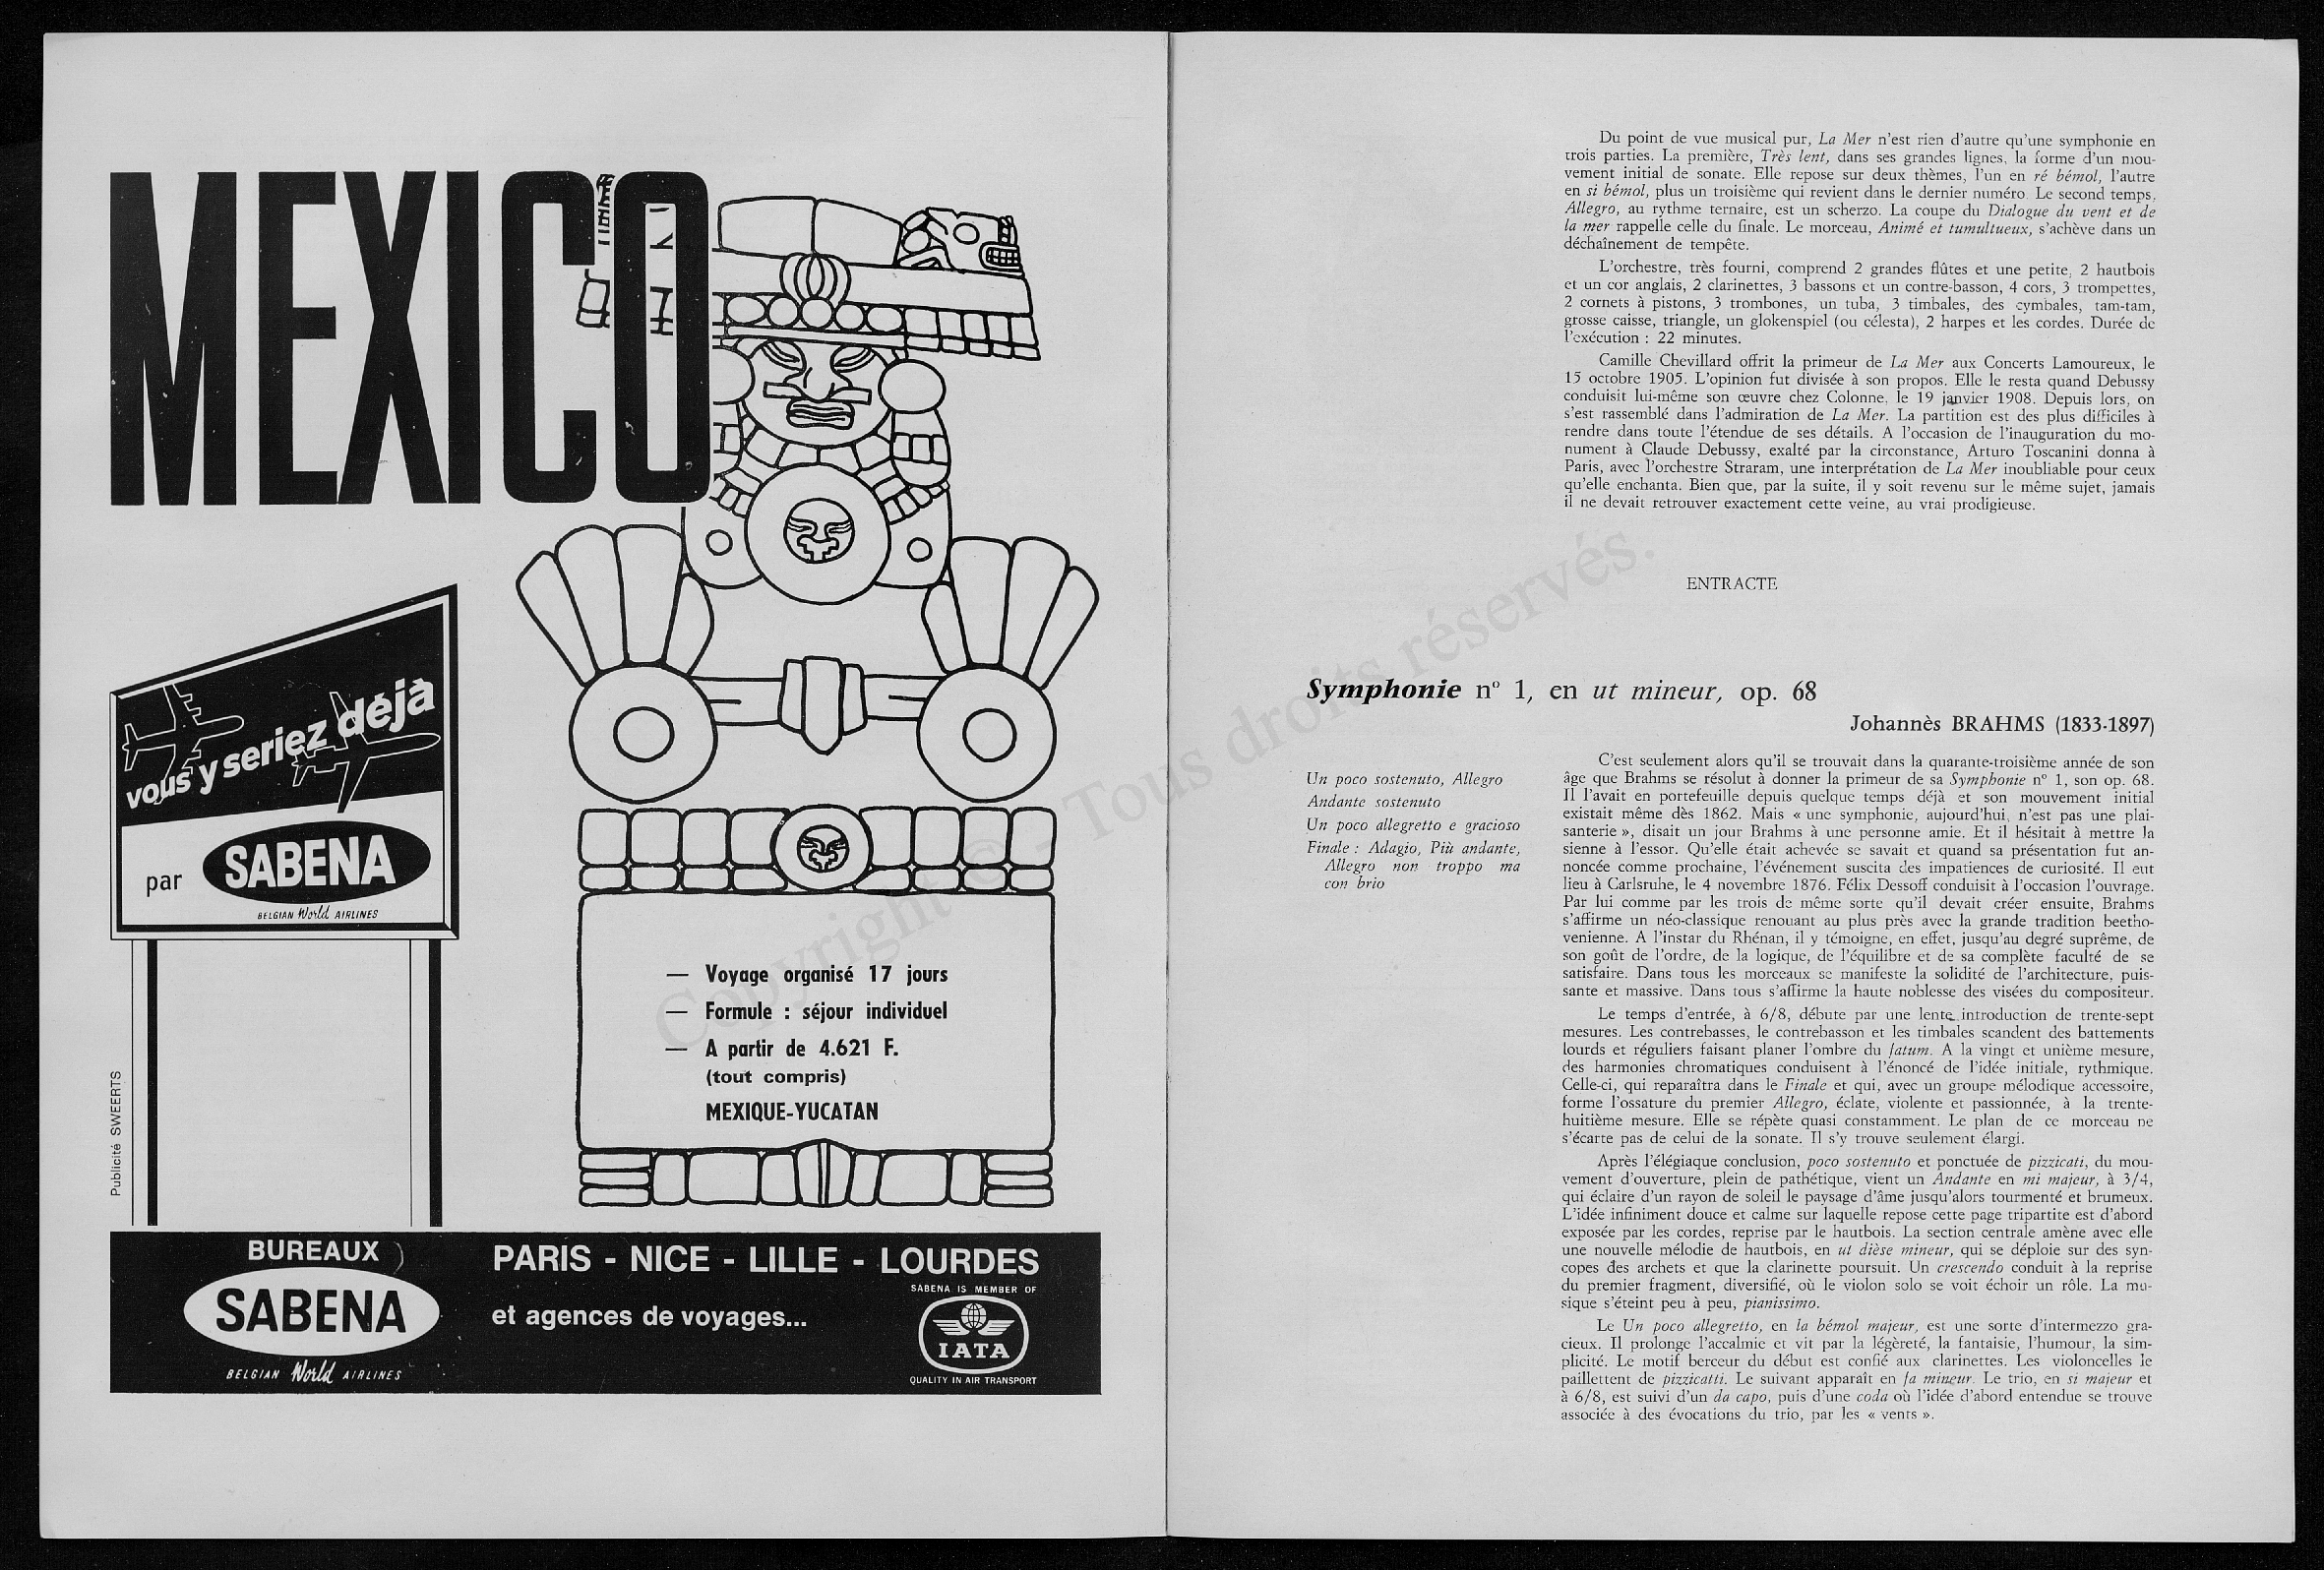 MEXICO
vous y seriez déjà
par SABENA
BELGIAN World AIRLINES
— Voyage organisé 17 jours
— Formule : séjour individuel
— A partir de 4.621 F.
(tout compris)
MEXIQUE-YUCATAN
Publicité SWEERTS
BUREAUX
SABENA
BELGIAN World AIRLINES
PARIS - NICE - LILLE - LOURDES
et agences de voyages...
SABENA IS MEMBER OF
IATA
QUALITY IN AIR TRANSPORT
Du point de vue musical pur, La Mer n'est rien d'autre qu'une symphonie en
trois parties. La première, Très lent, dans ses grandes lignes, la forme d'un mou-
vement initial de sonate. Elle repose sur deux thèmes, l'un en ré bémol, l'autre
en si bémol, plus un troisième qui revient dans le dernier numéro. Le second temps,
Allegro, au rythme ternaire, est un scherzo. La coupe du Dialogue du vent et de
la mer rappelle celle du finale. Le morceau, Animé et tumultueux, s'achève dans un
déchaînement de tempête.
L'orchestre, très fourni, comprend 2 grandes flûtes et une petite, 2 hautbois
et un cor anglais, 2 clarinettes, 3 bassons et un contre-basson, 4 cors, 3 trompettes,
2 cornets à pistons, 3 trombones, un tuba, 3 timbales, des cymbales, tam-tam,
grosse caisse, triangle, un glokenspiel (ou célesta), 2 harpes et les cordes. Durée de
l'exécution : 22 minutes.
Camille Chevillard offrit la primeur de La Mer aux Concerts Lamoureux, le
15 octobre 1905. L'opinion fut divisée à son propos. Elle le resta quand Debussy
conduisit lui-même son œuvre chez Colonne, le 19 janvier 1908. Depuis lors, on
s'est rassemblé dans l'admiration de La Mer. La partition est des plus difficiles à
rendre dans toute l'étendue de ses détails. A l'occasion de l'inauguration du mo-
nument à Claude Debussy, exalté par la circonstance, Arturo Toscanini donna à
Paris, avec l'orchestre Straram, une interprétation de La Mer inoubliable pour ceux
qu'elle enchanta. Bien que, par la suite, il y soit revenu sur le même sujet, jamais
il ne devait retrouver exactement cette veine, au vrai prodigieuse.
ENTRACTE
Symphonie n° 1, en ut mineur, op. 68
Johannès BRAHMS (1833-1897)
Un poco sostenuto, Allegro
Andante sostenuto
Un poco allegretto e gracioso
Finale : Adagio, Più andante,
Allegro non troppo ma
con brio
C'est seulement alors qu'il se trouvait dans la quarante-troisième année de son
âge que Brahms se résolut à donner la primeur de sa Symphonie n° 1, son op. 68.
Il l'avait en portefeuille depuis quelque temps déjà et son mouvement initial
existait même dès 1862. Mais « une symphonie, aujourd'hui, n'est pas une plai-
santerie », disait un jour Brahms à une personne amie. Et il hésitait à mettre la
sienne à l'essor. Qu'elle était achevée se savait et quand sa présentation fut an-
noncée comme prochaine, l'événement suscita des impatiences de curiosité. Il eut
lieu à Carlsruhe, le 4 novembre 1876. Félix Dessoff conduisit à l'occasion l'ouvrage.
Par lui comme par les trois de même sorte qu'il devait créer ensuite, Brahms
s'affirme un néo-classique renouant au plus près avec la grande tradition beetho-
venienne. A l'instar du Rhénan, il y témoigne, en effet, jusqu'au degré suprême, de
son goût de l'ordre, de la logique, de l'équilibre et de sa complète faculté de se
satisfaire. Dans tous les morceaux se manifeste la solidité de l'architecture, puis-
sante et massive. Dans tous s'affirme la haute noblesse des visées du compositeur.
Le temps d'entrée, à 6/8, débute par une lente introduction de trente-sept
mesures. Les contrebasses, le contrebasson et les timbales scandent des battements
lourds et réguliers faisant planer l'ombre du fatum. A la vingt et unième mesure,
des harmonies chromatiques conduisent à l'énoncé de l'idée initiale, rythmique.
Celle-ci, qui reparaîtra dans le Finale et qui, avec un groupe mélodique accessoire,
forme l'ossature du premier Allegro, éclate, violente et passionnée, à la trente-
huitième mesure. Elle se répète quasi constamment. Le plan de ce morceau ne
s'écarte pas de celui de la sonate. Il s'y trouve seulement élargi.
Après l'élégiaque conclusion, poco sostenuto et ponctuée de pizzicati, du mou-
vement d'ouverture, plein de pathétique, vient un Andante en mi majeur, à 3/4,
qui éclaire d'un rayon de soleil le paysage d'âme jusqu'alors tourmenté et brumeux.
L'idée infiniment douce et calme sur laquelle repose cette page tripartite est d'abord
exposée par les cordes, reprise par le hautbois. La section centrale amène avec elle
une nouvelle mélodie de hautbois, en ut dièse mineur, qui se déploie sur des syn-
copes des archets et que la clarinette poursuit. Un crescendo conduit à la reprise
du premier fragment, diversifié, où le violon solo se voit échoir un rôle. La mu-
sique s'éteint peu à peu, pianissimo.
Le Un poco allegretto, en la bémol majeur, est une sorte d'intermezzo gra-
cieux. Il prolonge l'accalmie et vit par la légèreté, la fantaisie, l'humour, la sim-
plicité. Le motif berceur du début est confié aux clarinettes. Les violoncelles le
paillettent de pizzicatti. Le suivant apparaît en fa mineur. Le trio, en si majeur et
à 6/8, est suivi d'un da capo, puis d'une coda où l'idée d'abord entendue se trouve
associée à des évocations du trio, par les « vents ».
Copyright © - Tous droits réservés.